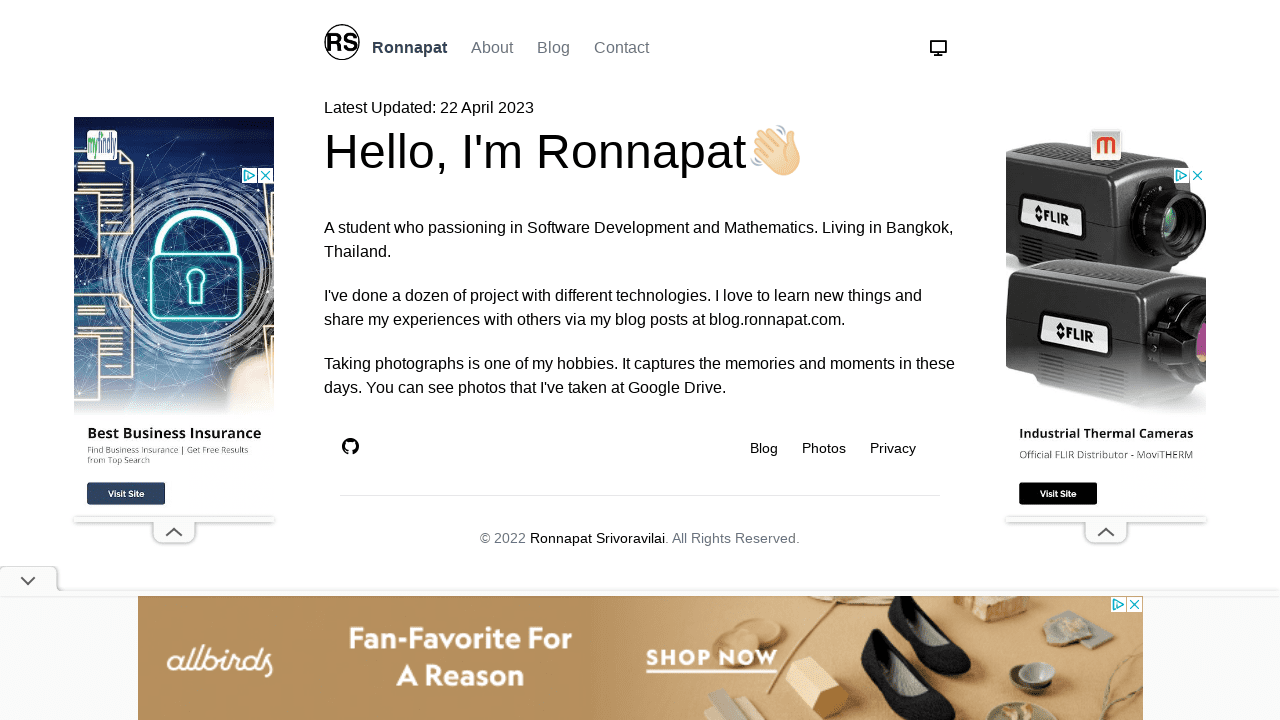 RS
Ronnapat
About
Blog
Contact
Latest Updated: 22 April 2023
Hello, I'm Ronnapat👋🏼
A student who passioning in Software Development and Mathematics. Living in Bangkok,
Thailand.
I've done a dozen of project with different technologies. I love to learn new things and
share my experiences with others via my blog posts at blog.ronnapat.com.
Taking photographs is one of my hobbies. It captures the memories and moments in these
days. You can see photos that I've taken at Google Drive.
Blog
Photos
Privacy
© 2022 Ronnapat Srivoravilai. All Rights Reserved.
myfindly
Best Business Insurance
Find Business Insurance | Get Free Results
from Top Search
Visit Site
m
FLIR
FLIR
Industrial Thermal Cameras
Official FLIR Distributor - MoviTHERM
Visit Site
allbirds
Fan-Favorite For
A Reason
SHOP NOW